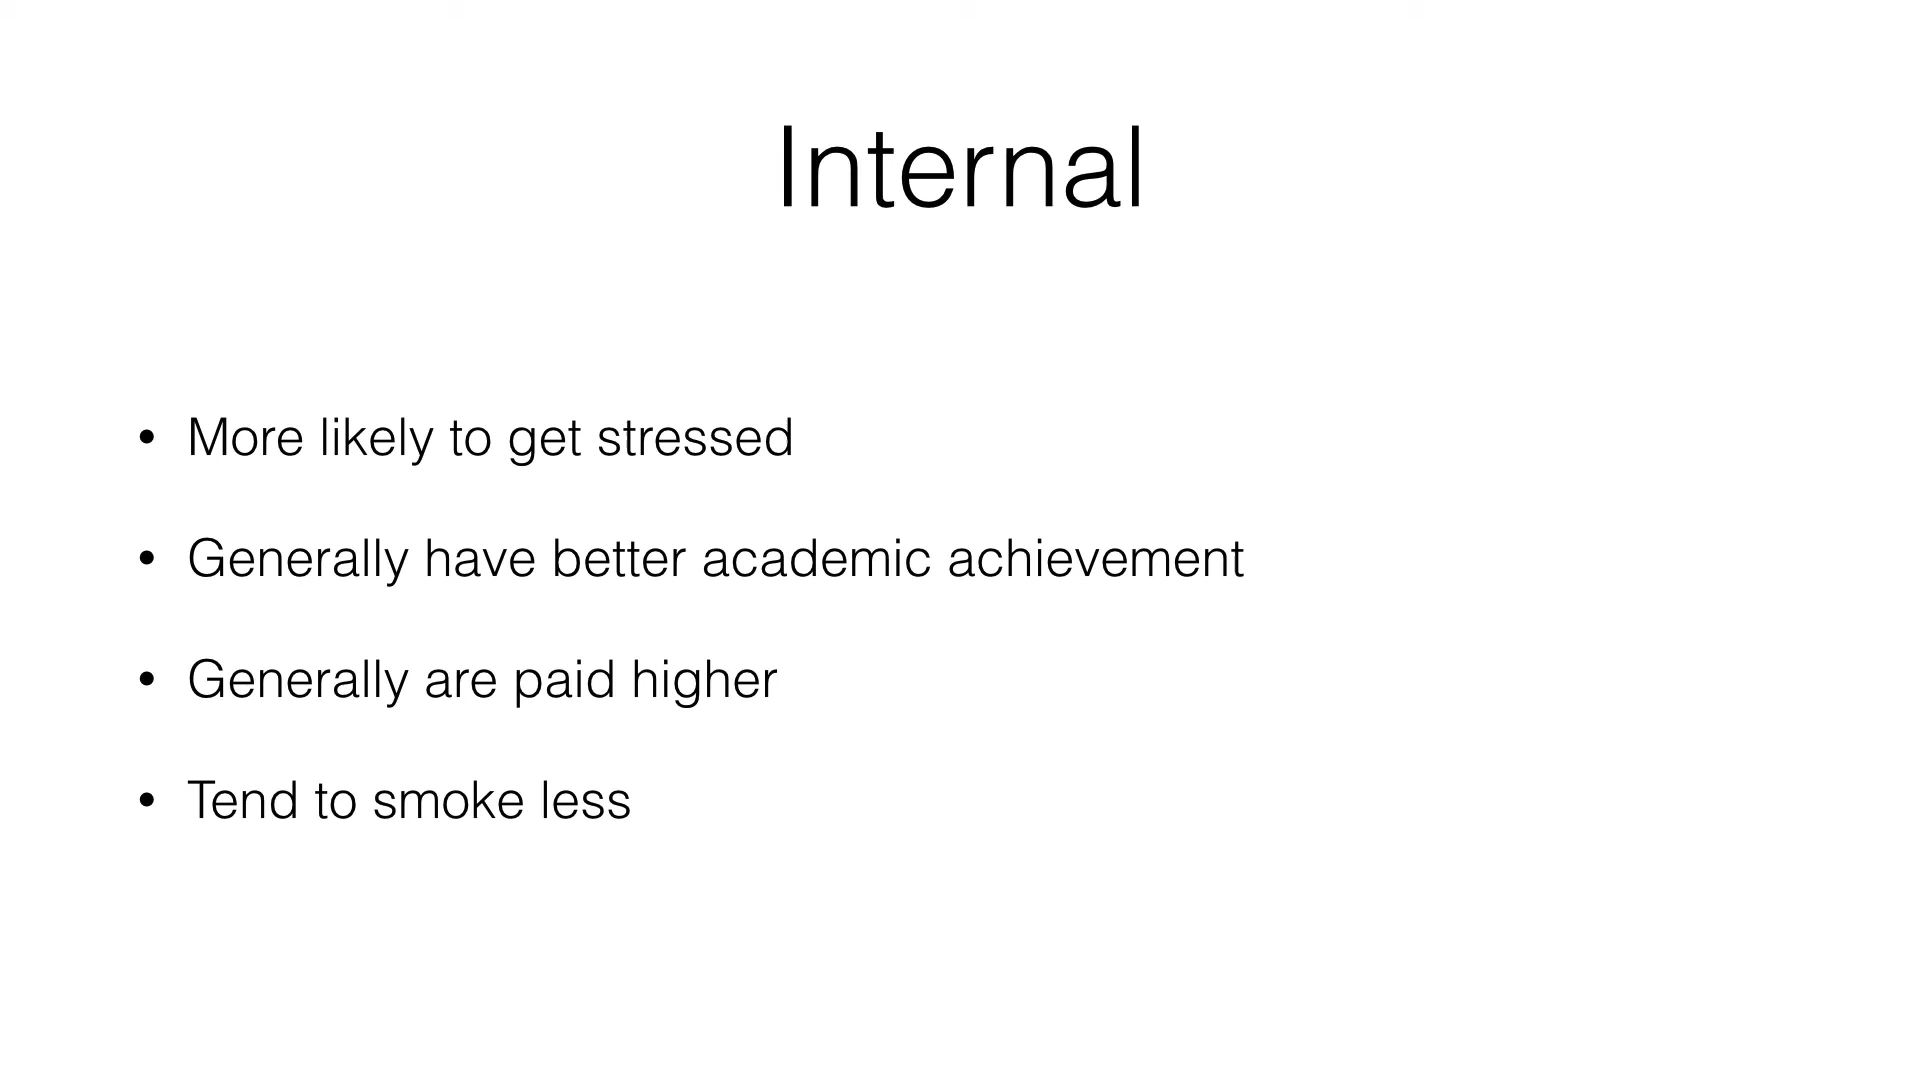 Internal
• More likely to get stressed
• Generally have better academic achievement
• Generally are paid higher
• Tend to smoke less